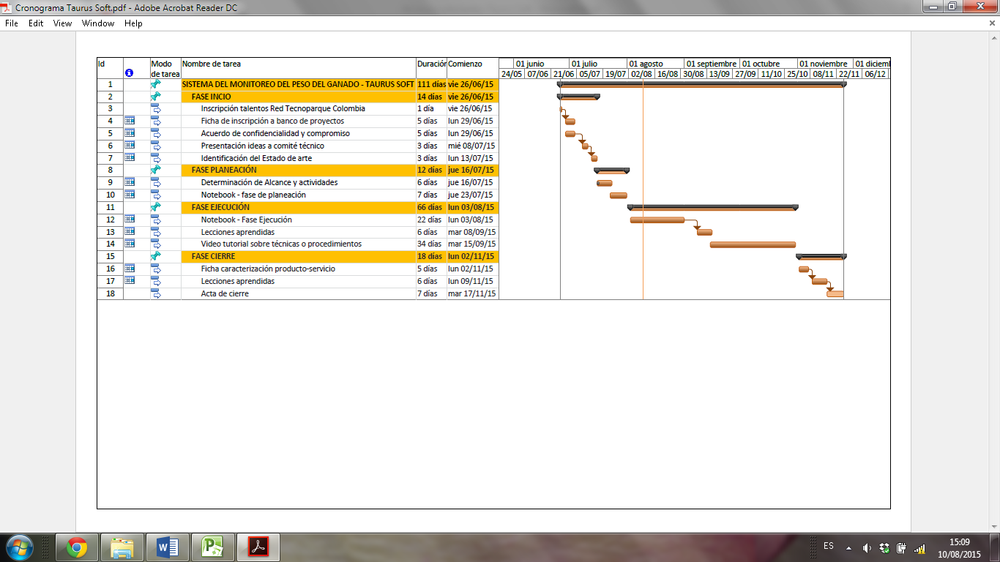 Cronograma Taurus Soft.pdf - Adobe Acrobat Reader DC
File Edit View Window Help
Id Modo de tarea Nombre de tarea Duración Comienzo
01 junio 01 julio 01 agosto 01 septiembre 01 octubre 01 noviembre 01 diciemb
24/05 07/06 21/06 05/07 19/07 02/08 16/08 30/08 13/09 27/09 11/10 25/10 08/11 22/11 06/12
1 SISTEMA DEL MONITOREO DEL PESO DEL GANADO - TAURUS SOFT 111 días vie 26/06/15
2 FASE INCIO 14 días vie 26/06/15
3 Inscripción talentos Red Tecnoparque Colombia 1 día vie 26/06/15
4 Ficha de inscripción a banco de proyectos 5 días lun 29/06/15
5 Acuerdo de confidencialidad y compromiso 5 días lun 29/06/15
6 Presentación ideas a comité técnico 3 días mié 08/07/15
7 Identificación del Estado de arte 3 días lun 13/07/15
8 FASE PLANEACIÓN 12 días jue 16/07/15
9 Determinación de Alcance y actividades 6 días jue 16/07/15
10 Notebook - fase de planeación 7 días jue 23/07/15
11 FASE EJECUCIÓN 66 días lun 03/08/15
12 Notebook - Fase Ejecución 22 días lun 03/08/15
13 Lecciones aprendidas 6 días mar 08/09/15
14 Video tutorial sobre técnicas o procedimientos 34 días mar 15/09/15
15 FASE CIERRE 18 días lun 02/11/15
16 Ficha caracterización producto-servicio 5 días lun 02/11/15
17 Lecciones aprendidas 6 días lun 09/11/15
18 Acta de cierre 7 días mar 17/11/15
ES 15:09
10/08/2015